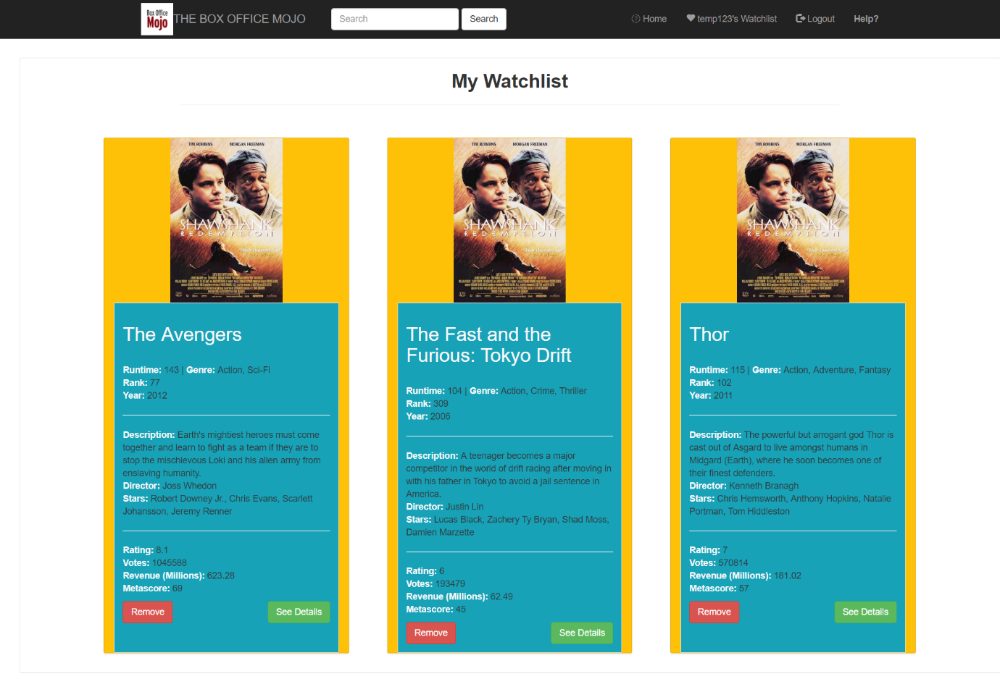 Box Office
Mojo
THE BOX OFFICE MOJO
Search
Search
Home
temp123's Watchlist
Logout
Help?
My Watchlist
TIM ROBBINS MORGAN FREEMAN
THE
SHAWSHANK
REDEMPTION
The Avengers
Runtime: 143 | Genre: Action, Sci-Fi
Rank: 77
Year: 2012
Description: Earth's mightiest heroes must come
together and learn to fight as a team if they are to
stop the mischievous Loki and his alien army from
enslaving humanity.
Director: Joss Whedon
Stars: Robert Downey Jr., Chris Evans, Scarlett
Johansson, Jeremy Renner
Rating: 8.1
Votes: 1045588
Revenue (Millions): 623.28
Metascore: 69
Remove
See Details
TIM ROBBINS MORGAN FREEMAN
THE
SHAWSHANK
REDEMPTION
The Fast and the
Furious: Tokyo Drift
Runtime: 104 | Genre: Action, Crime, Thriller
Rank: 309
Year: 2006
Description: A teenager becomes a major
competitor in the world of drift racing after moving in
with his father in Tokyo to avoid a jail sentence in
America.
Director: Justin Lin
Stars: Lucas Black, Zachery Ty Bryan, Shad Moss,
Damien Marzette
Rating: 6
Votes: 193479
Revenue (Millions): 62.49
Metascore: 45
Remove
See Details
TIM ROBBINS MORGAN FREEMAN
THE
SHAWSHANK
REDEMPTION
Thor
Runtime: 115 | Genre: Action, Adventure, Fantasy
Rank: 102
Year: 2011
Description: The powerful but arrogant god Thor is
cast out of Asgard to live amongst humans in
Midgard (Earth), where he soon becomes one of
their finest defenders.
Director: Kenneth Branagh
Stars: Chris Hemsworth, Anthony Hopkins, Natalie
Portman, Tom Hiddleston
Rating: 7
Votes: 570814
Revenue (Millions): 181.02
Metascore: 57
Remove
See Details